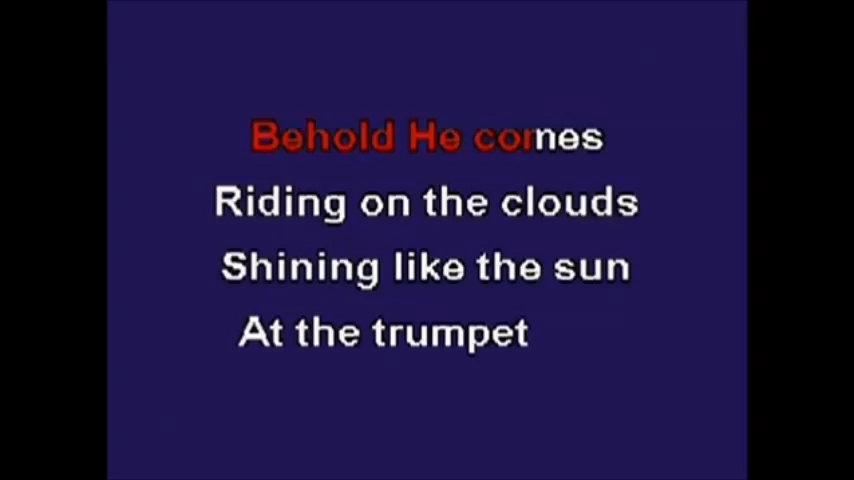 Behold He comes
Riding on the clouds
Shining like the sun
At the trumpet